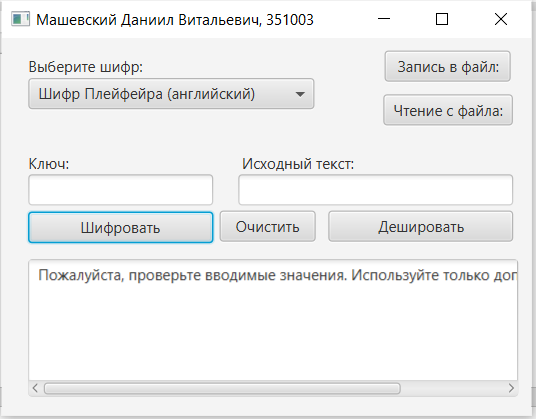 Машевский Даниил Витальевич, 351003
Выберите шифр:
Запись в файл:
Шифр Плейфейра (английский)
Чтение с файла:
Ключ:
Исходный текст:
Шифровать
Очистить
Дешировать
Пожалуйста, проверьте вводимые значения. Используйте только